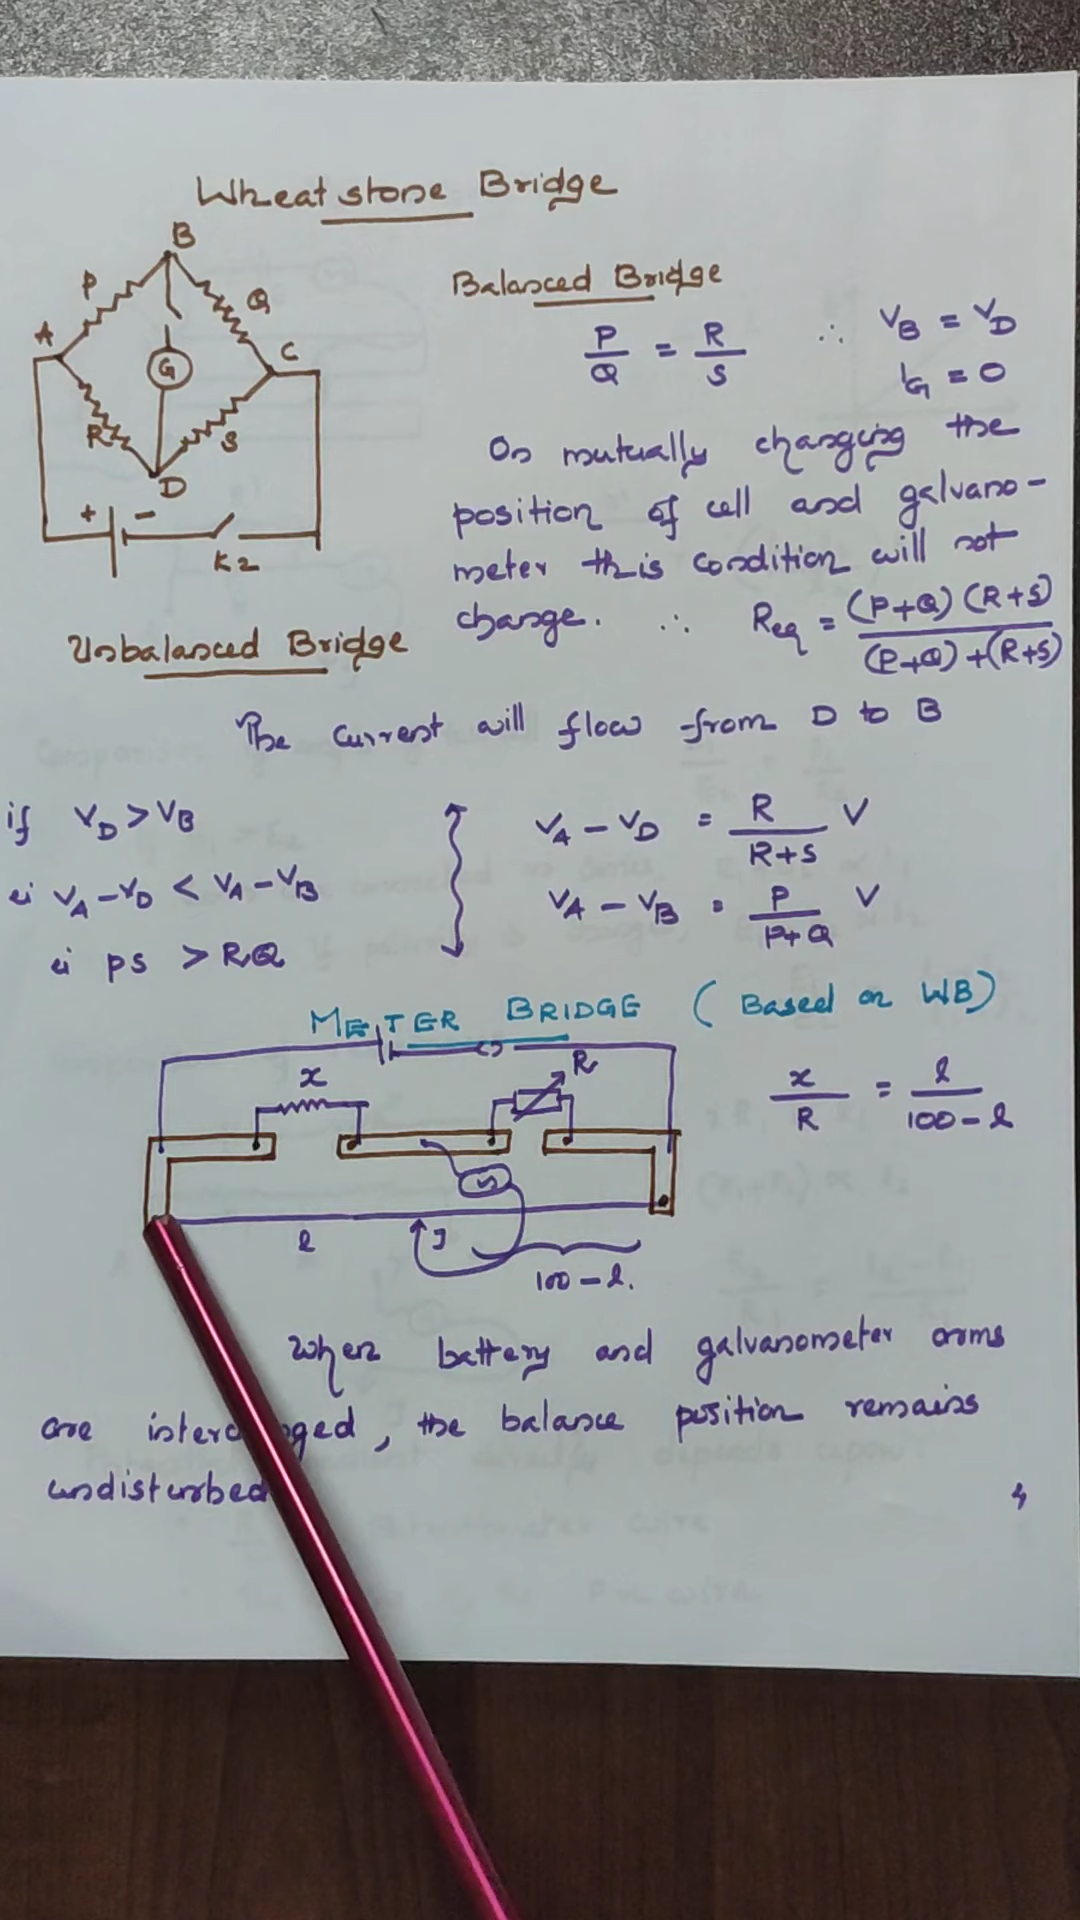 Wheatstone Bridge
B
P
Q
A
C
G
R
S
D
+
-
K2
Balanced Bridge
P/Q = R/S ∴ VB = VD
IG = 0
On mutually changing the
position of cell and galvano-
meter this condition will not
change. ∴ Req = (P+Q)(R+S)/(P+Q)+(R+S)
Unbalanced Bridge
The current will flow from D to B
if VD > VB
VA - VD = R/R+S V
ie VA - VD < VA - VB
VA - VB = P/P+Q V
ie PS > RQ
METER BRIDGE (Based on WB)
x
R
x/R = l/100-l
G
l
J
100-l.
When battery and galvanometer arms
are the balance position remains
undisturbed
4